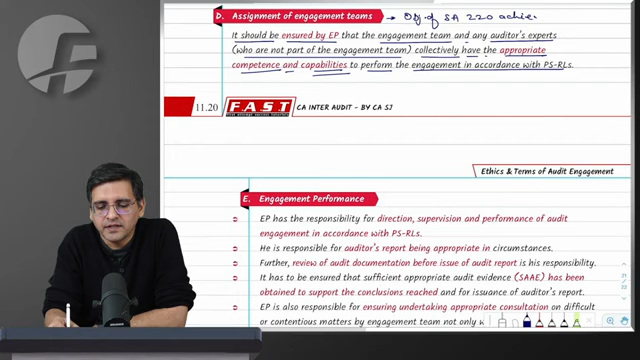 D. Assignment of engagement teams → Obj of SA 220 achie.
It should be ensured by EP that the engagement team and any auditor's experts
(who are not part of the engagement team) collectively have the appropriate
competence and capabilities to perform the engagement in accordance with PS-RLs.
11.20 F.A.S.T CA INTER AUDIT - BY CA SJ
Ethics & Terms of Audit Engagement
E. Engagement Performance
EP has the responsibility for direction, supervision and performance of audit
engagement in accordance with PS-RLs.
He is responsible for auditor's report being appropriate in circumstances.
Further, review of audit documentation before issue of audit report is his responsibility.
It has to be ensured that sufficient appropriate audit evidence (SAAE) has been
obtained to support the conclusions reached and for issuance of auditor's report.
EP is also responsible for ensuring undertaking appropriate consultation on difficult
or contentious matters by engagement team not only w